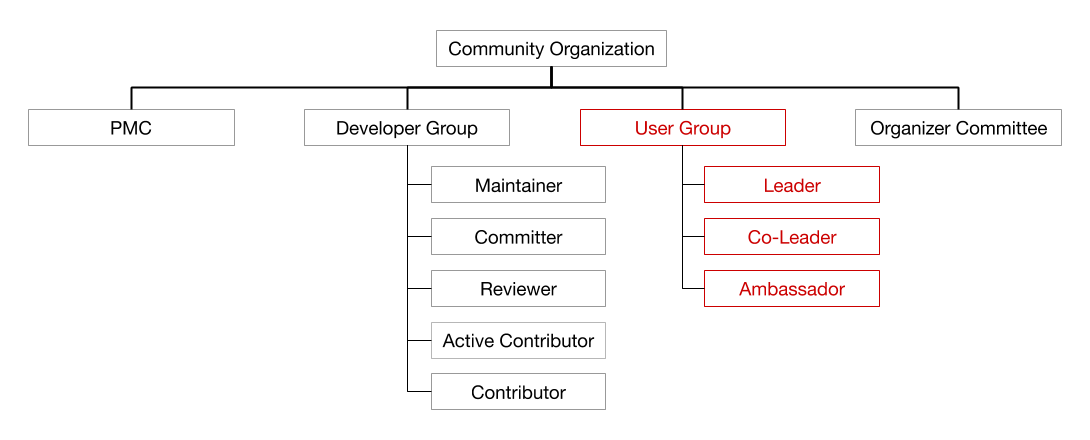 Community Organization
PMC
Developer Group
User Group
Organizer Committee
Maintainer
Committer
Reviewer
Active Contributor
Contributor
Leader
Co-Leader
Ambassador